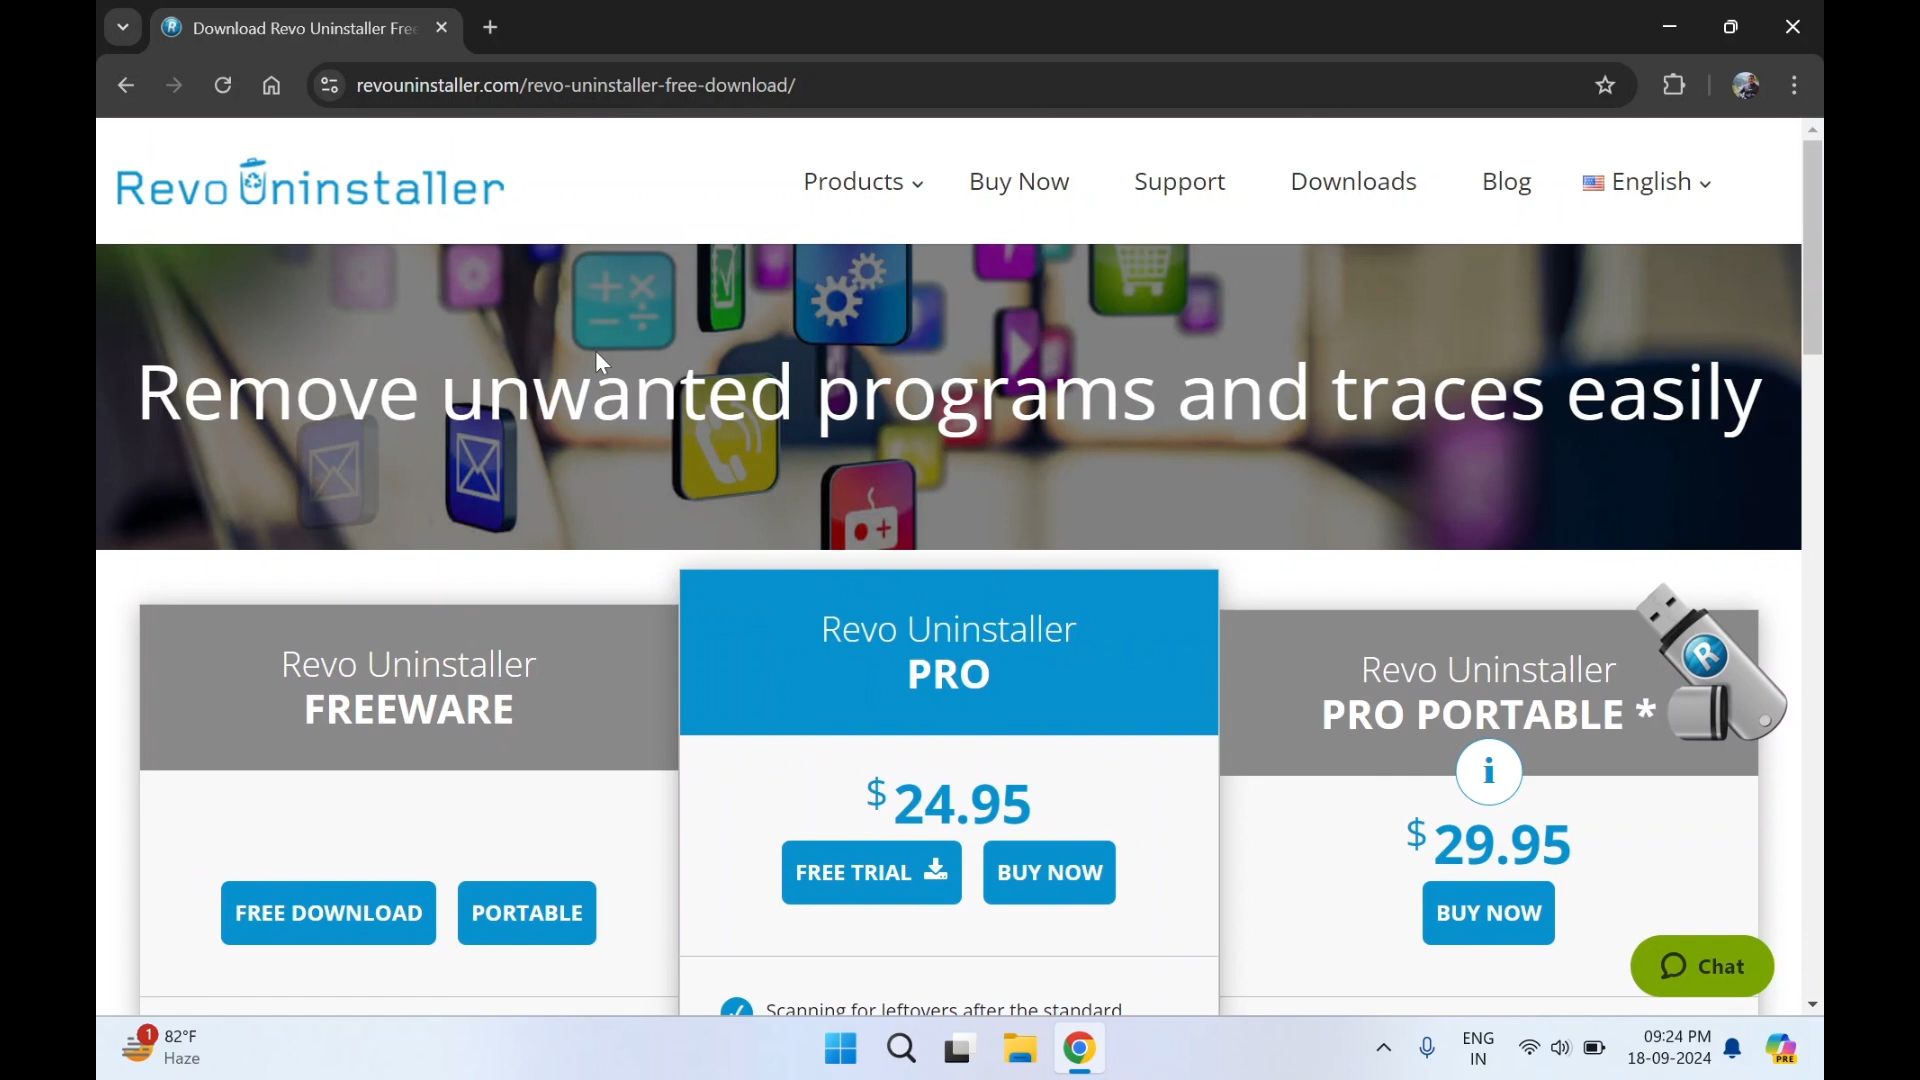 Download Revo Uninstaller Fre
revouninstaller.com/revo-uninstaller-free-download/
Revo Uninstaller
Products
Buy Now
Support
Downloads
Blog
English
Remove unwanted programs and traces easily
Revo Uninstaller
FREEWARE
FREE DOWNLOAD
PORTABLE
Revo Uninstaller
PRO
$24.95
FREE TRIAL
BUY NOW
Scanning for leftovers after the standard
Revo Uninstaller
PRO PORTABLE *
i
$29.95
BUY NOW
R
Chat
1
82°F
Haze
ENG
IN
09:24 PM
18-09-2024
PRE